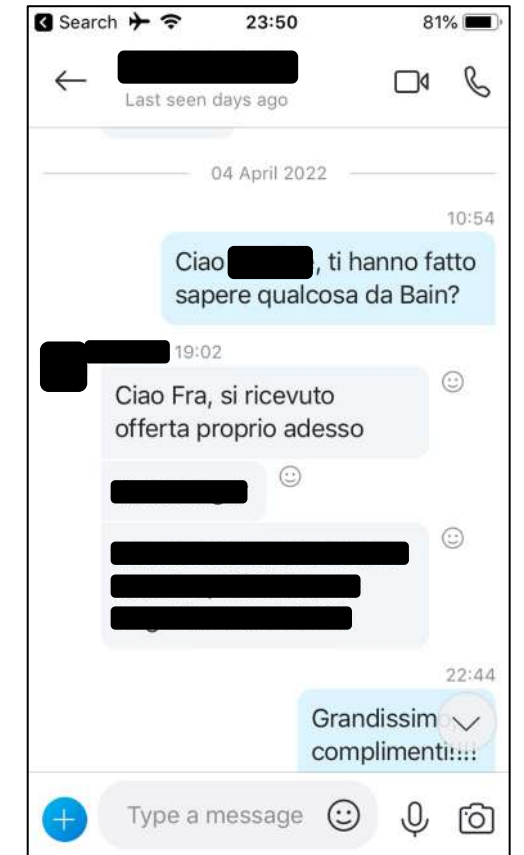 Search 23:50 81%
Last seen days ago
04 April 2022
10:54
Ciao , ti hanno fatto
sapere qualcosa da Bain?
19:02
Ciao Fra, si ricevuto
offerta proprio adesso
22:44
Grandissimo,
complimenti!!!!
Type a message